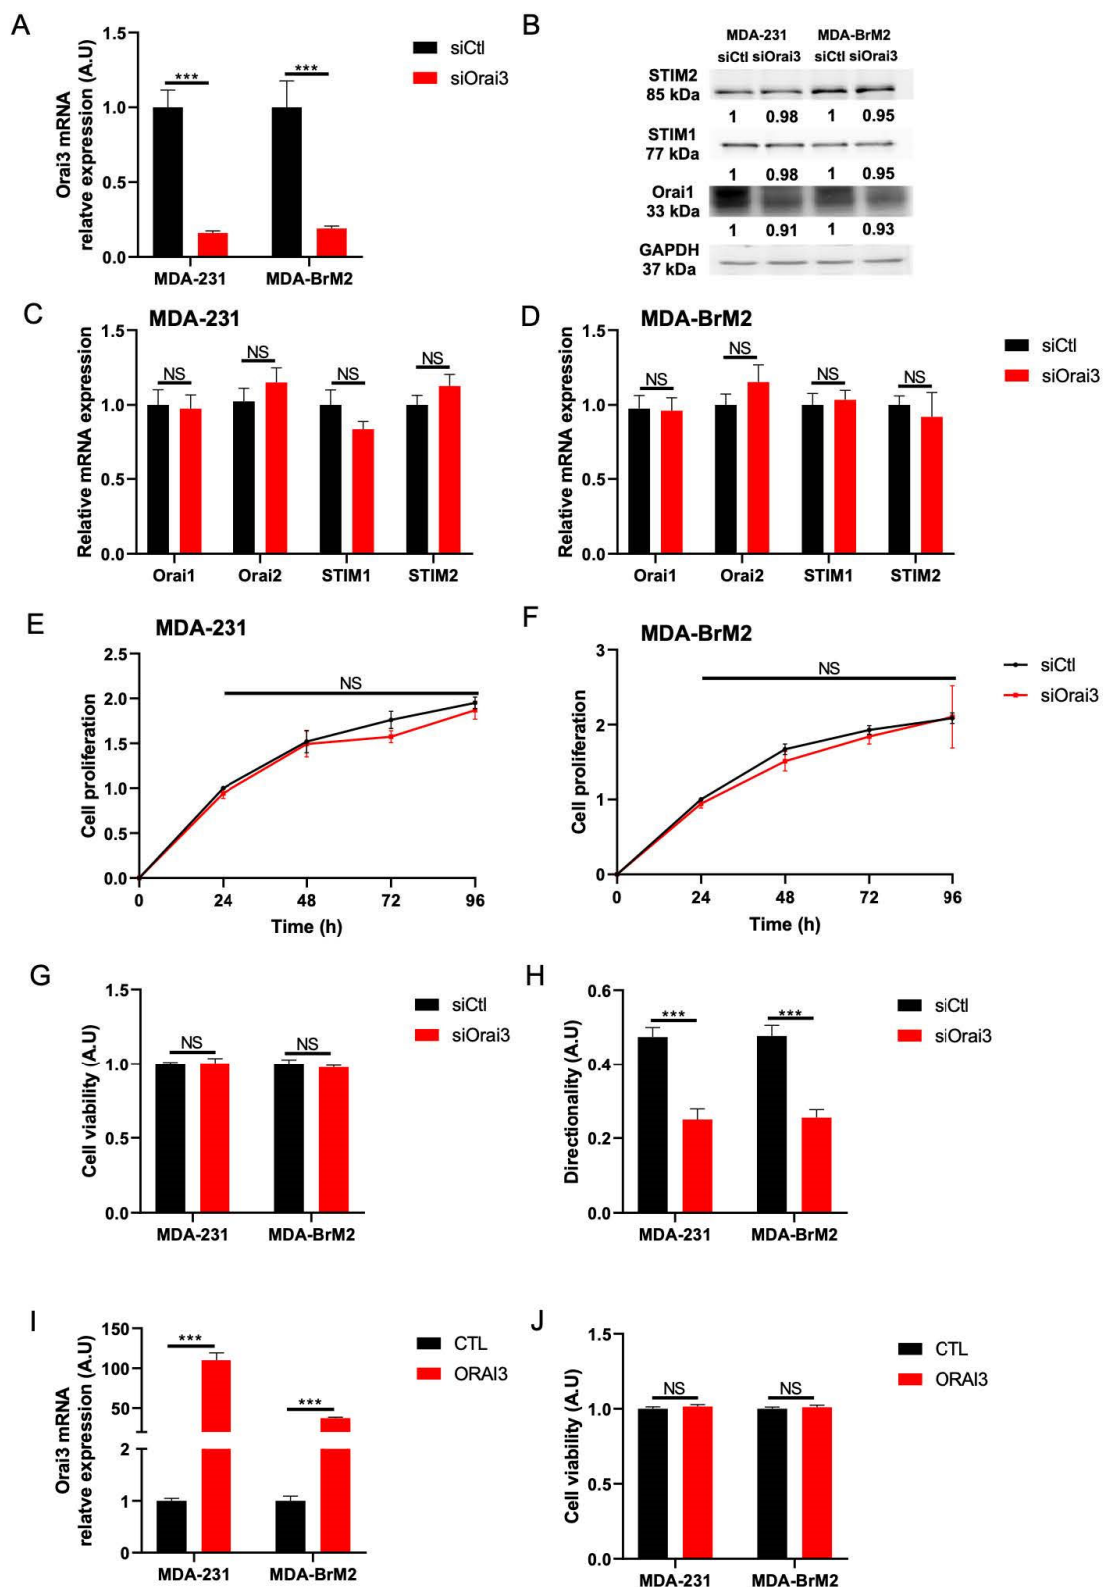 A
Orai3 mRNA
relatve expression (A.U)
1.5
1.0
0.5
0.0
***
***
MDA-231
MDA-BrM2
siCtl
siOrai3
B
MDA-231
MDA-BrM2
siCtl siOrai3
siCtl siOrai3
STIM2
85 kDa
1 0.98 1 0.95
STIM1
77 kDa
1 0.98 1 0.95
Orai1
33 kDa
1 0.91 1 0.93
GAPDH
37 kDa
C
MDA-231
Relative mRNA expression
1.5
1.0
0.5
0.0
NS
NS
NS
NS
Orai1
Orai2
STIM1
STIM2
D
MDA-BrM2
Relative mRNA expression
1.5
1.0
0.5
0.0
NS
NS
NS
NS
Orai1
Orai2
STIM1
STIM2
siCtl
siOrai3
E
MDA-231
Cell proliferation
2.5
2.0
1.5
1.0
0.5
0.0
NS
0 24 48 72 96
Time (h)
F
MDA-BrM2
Cell proliferation
3
2
1
0
NS
0 24 48 72 96
Time (h)
siCtl
siOrai3
G
Cell viability (A.U)
1.5
1.0
0.5
0.0
NS
NS
MDA-231
MDA-BrM2
siCtl
siOrai3
H
Directionality (A.U)
0.6
0.4
0.2
0.0
***
***
MDA-231
MDA-BrM2
siCtl
siOrai3
I
Orai3 mRNA
relatve expression (A.U)
150
100
50
2
1
0
***
***
MDA-231
MDA-BrM2
CTL
ORAI3
J
Cell viability (A.U)
1.5
1.0
0.5
0.0
NS
NS
MDA-231
MDA-BrM2
CTL
ORAI3